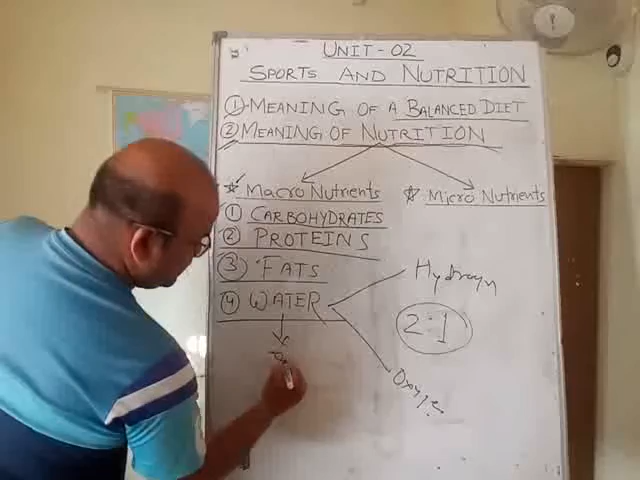 UNIT-02
SPORTS AND NUTRITION
① MEANING OF A BALANCED DIET
② MEANING OF NUTRITION
Macro Nutrients
Micro Nutrients
① CARBOHYDRATES
② PROTEINS
③ FATS
④ WATER
Hydrogen
2:1
Oxygen